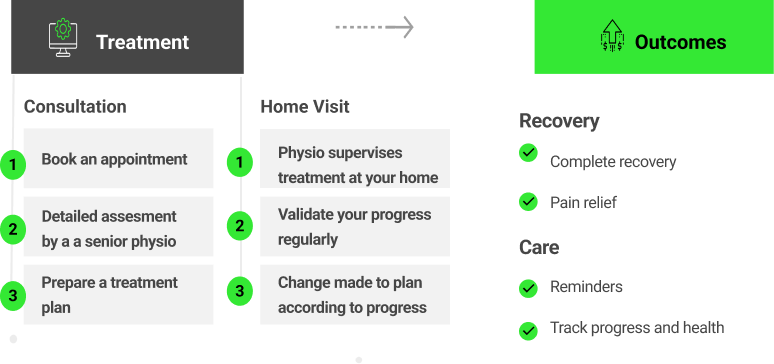 Treatment
Outcomes
Consultation
1
Book an appointment
2
Detailed assesment
by a a senior physio
3
Prepare a treatment
plan
Home Visit
1
Physio supervises
treatment at your home
2
Validate your progress
regularly
3
Change made to plan
according to progress
$ $
Recovery
Complete recovery
Pain relief
Care
Reminders
Track progress and health